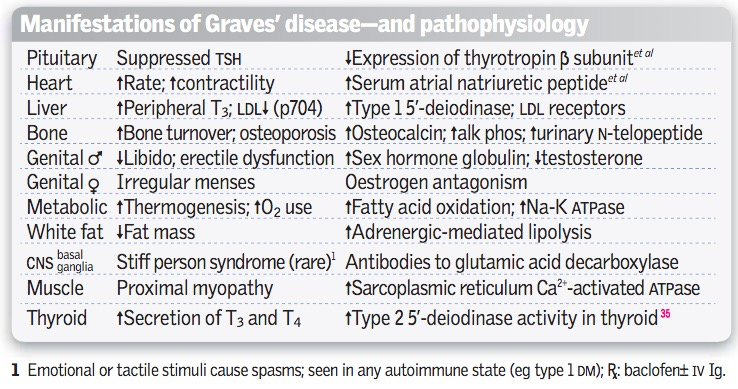 Manifestations of Graves' disease—and pathophysiology
Pituitary Suppressed TSH ↓Expression of thyrotropin β subunit et al
Heart ↑Rate; ↑contractility ↑Serum atrial natriuretic peptide et al
Liver ↑Peripheral T3; LDL↓ (p704) ↑Type 1 5′-deiodinase; LDL receptors
Bone ↑Bone turnover; osteoporosis ↑Osteocalcin; ↑alk phos; ↑urinary N-telopeptide
Genital ♂ ↓Libido; erectile dysfunction ↑Sex hormone globulin; ↓testosterone
Genital ♀ Irregular menses Oestrogen antagonism
Metabolic ↑Thermogenesis; ↑O2 use ↑Fatty acid oxidation; ↑Na-K ATPase
White fat ↓Fat mass ↑Adrenergic-mediated lipolysis
CNS basal ganglia Stiff person syndrome (rare)1 Antibodies to glutamic acid decarboxylase
Muscle Proximal myopathy ↑Sarcoplasmic reticulum Ca2+-activated ATPase
Thyroid ↑Secretion of T3 and T4 ↑Type 2 5′-deiodinase activity in thyroid 35
1 Emotional or tactile stimuli cause spasms; seen in any autoimmune state (eg type 1 DM); ℞: baclofen± IV Ig.